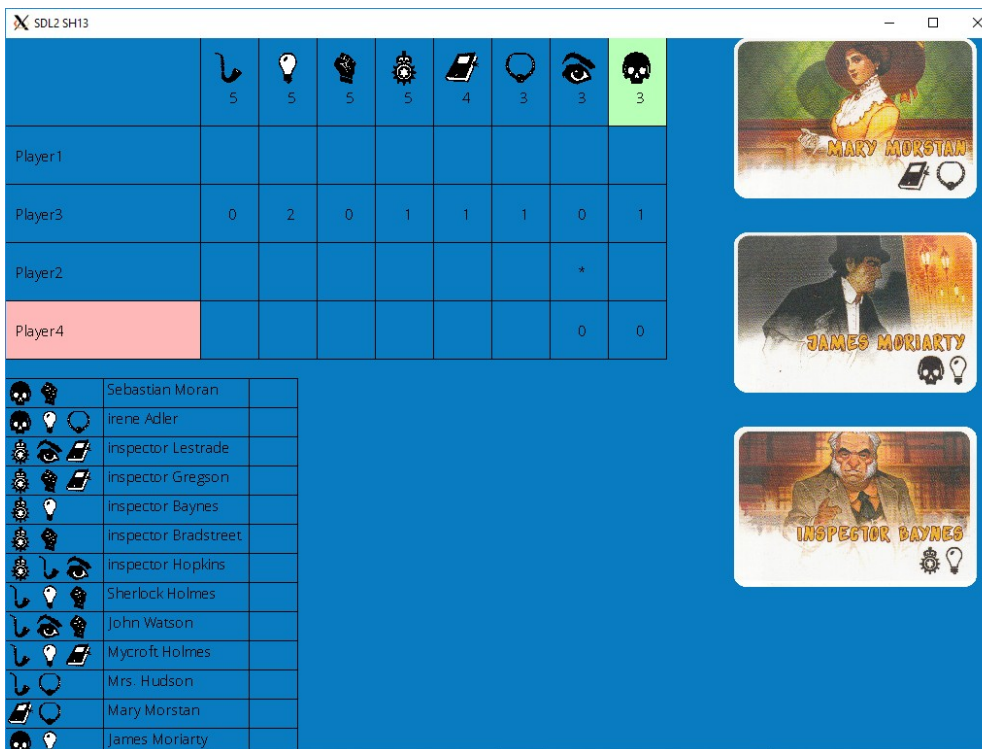 SDL2 SH13
5 5 5 5 4 3 3 3
Player1
Player3 0 2 0 1 1 1 0 1
Player2 *
Player4 0 0
MARY MORSTAN
JAMES MORIARTY
INSPECTOR BAYNES
Sebastian Moran
irene Adler
inspector Lestrade
inspector Gregson
inspector Baynes
inspector Bradstreet
inspector Hopkins
Sherlock Holmes
John Watson
Mycroft Holmes
Mrs. Hudson
Mary Morstan
James Moriarty